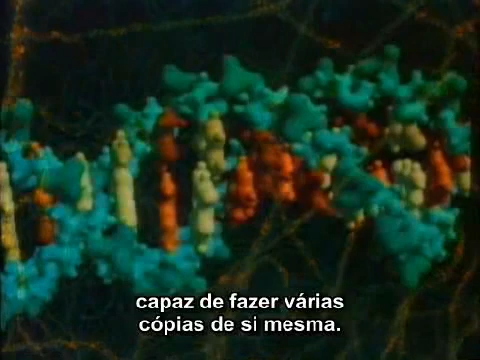 capaz de fazer várias
cópias de si mesma.